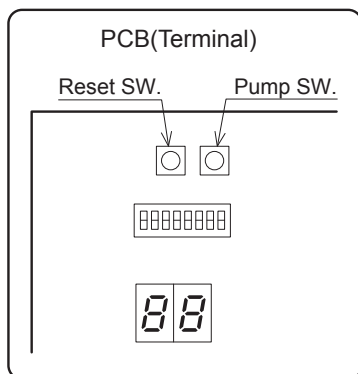 PCB(Terminal)
Reset SW. Pump SW.
88